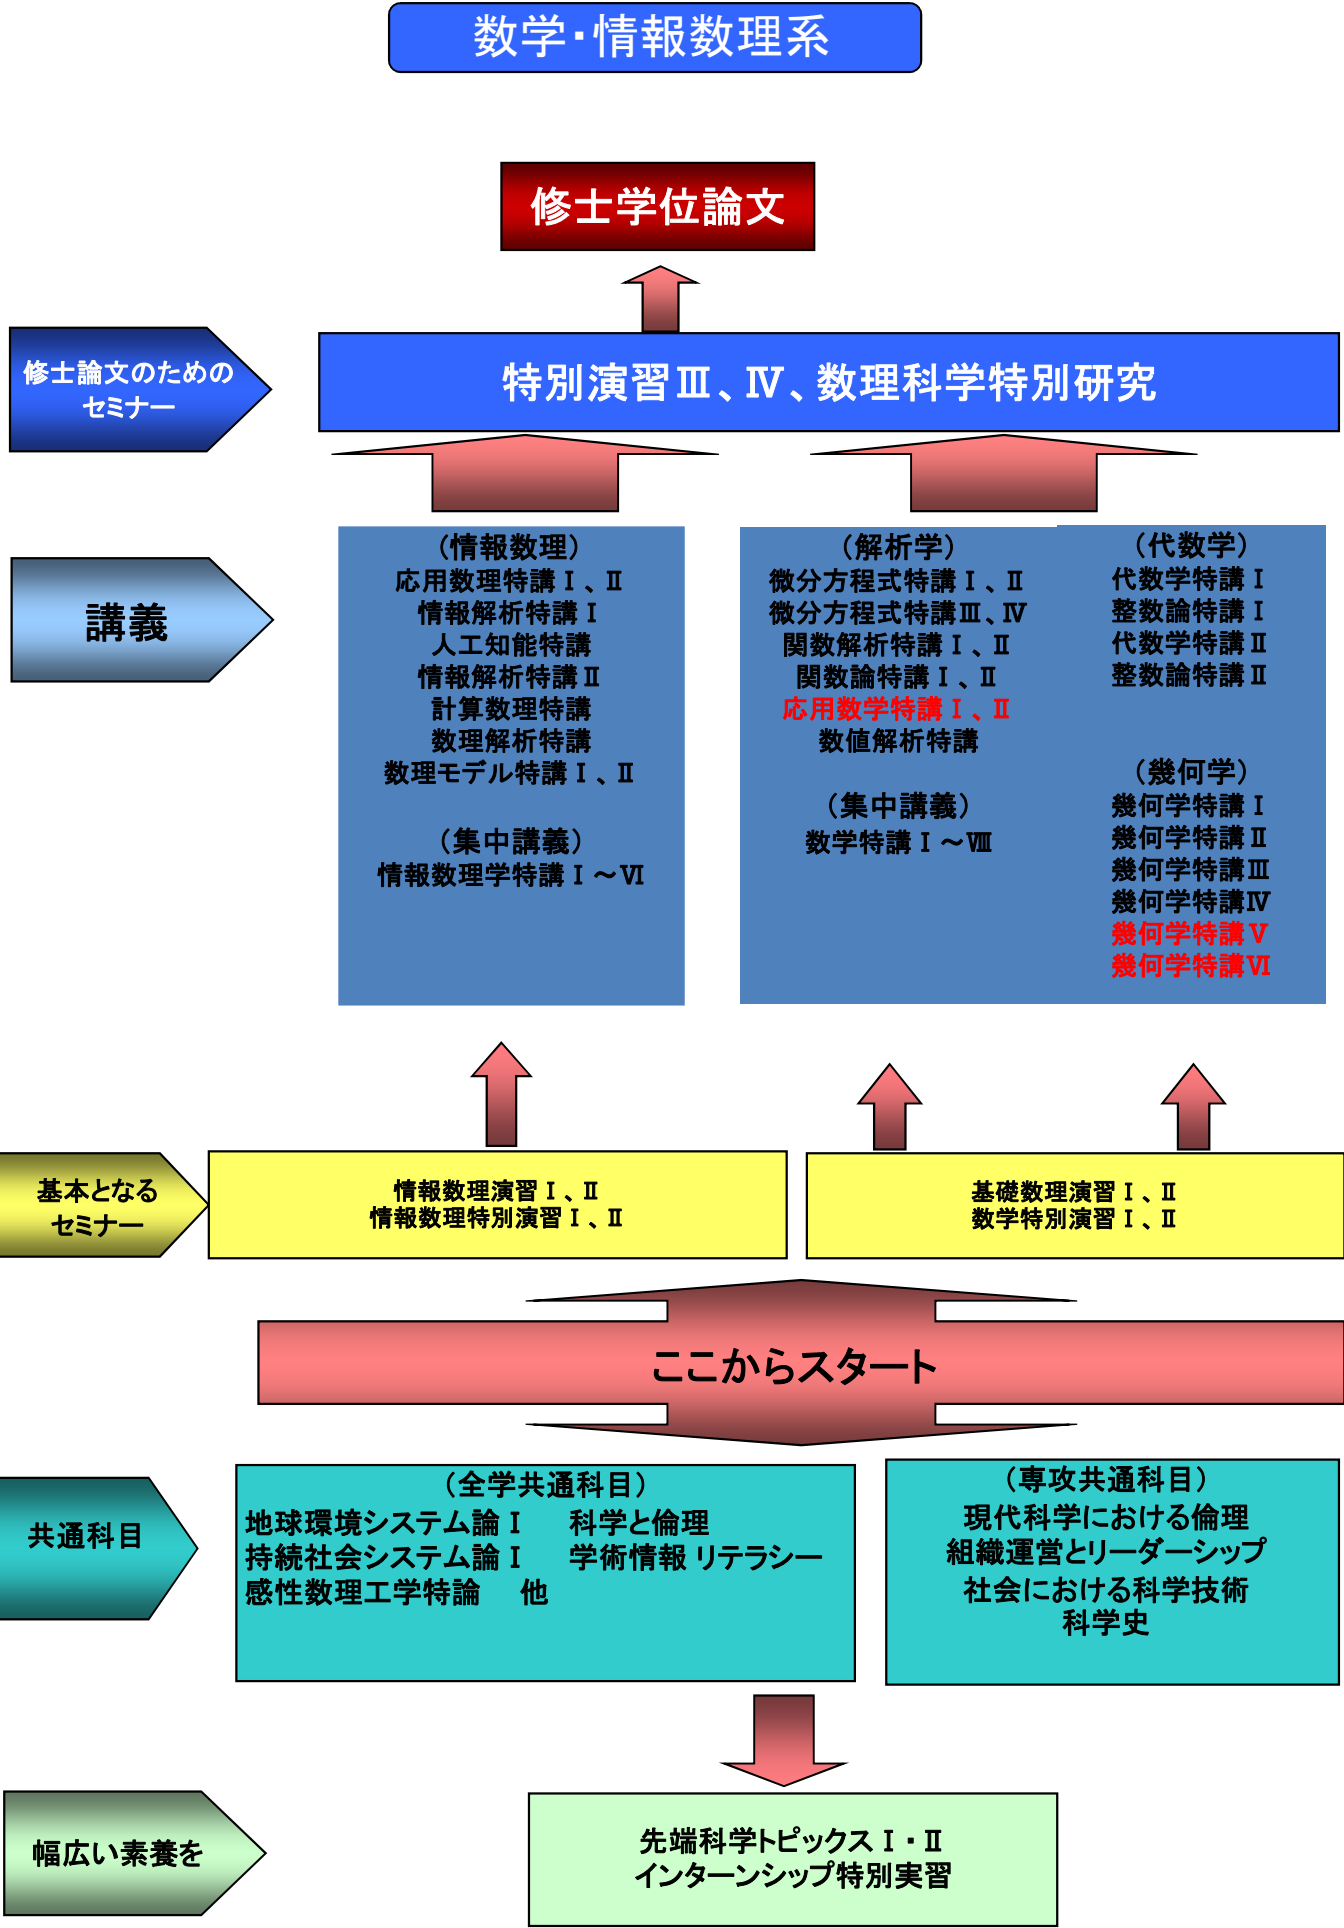 数学・情報数理系
修士学位論文
修士論文のための
セミナー
特別演習Ⅲ、Ⅳ、数理科学特別研究
講義
（情報数理）
応用数理特講Ⅰ、Ⅱ
情報解析特講Ⅰ
人工知能特講
情報解析特講Ⅱ
計算数理特講
数理解析特講
数理モデル特講Ⅰ、Ⅱ
（集中講義）
情報数理学特講Ⅰ～Ⅵ
（解析学）
微分方程式特講Ⅰ、Ⅱ
微分方程式特講Ⅲ、Ⅳ
関数解析特講Ⅰ、Ⅱ
関数論特講Ⅰ、Ⅱ
応用数学特講Ⅰ、Ⅱ
数値解析特講
（集中講義）
数学特講Ⅰ～Ⅷ
（代数学）
代数学特講Ⅰ
整数論特講Ⅰ
代数学特講Ⅱ
整数論特講Ⅱ
（幾何学）
幾何学特講Ⅰ
幾何学特講Ⅱ
幾何学特講Ⅲ
幾何学特講Ⅳ
幾何学特講Ⅴ
幾何学特講Ⅵ
基本となる
セミナー
情報数理演習Ⅰ、Ⅱ
情報数理特別演習Ⅰ、Ⅱ
基礎数理演習Ⅰ、Ⅱ
数学特別演習Ⅰ、Ⅱ
ここからスタート
共通科目
（全学共通科目）
地球環境システム論Ⅰ　科学と倫理
持続社会システム論Ⅰ　学術情報 リテラシー
感性数理工学特論　他
（専攻共通科目）
現代科学における倫理
組織運営とリーダーシップ
社会における科学技術
科学史
幅広い素養を
先端科学トピックスⅠ・Ⅱ
インターンシップ特別実習